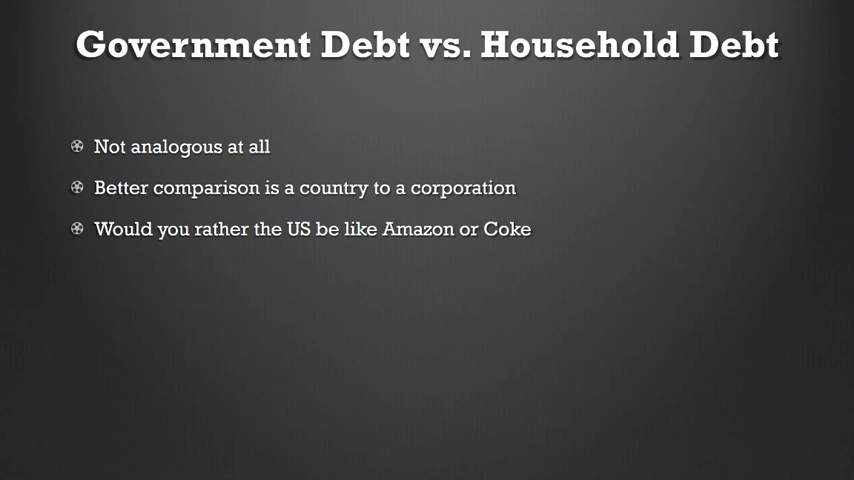 Government Debt vs. Household Debt
Not analogous at all
Better comparison is a country to a corporation
Would you rather the US be like Amazon or Coke